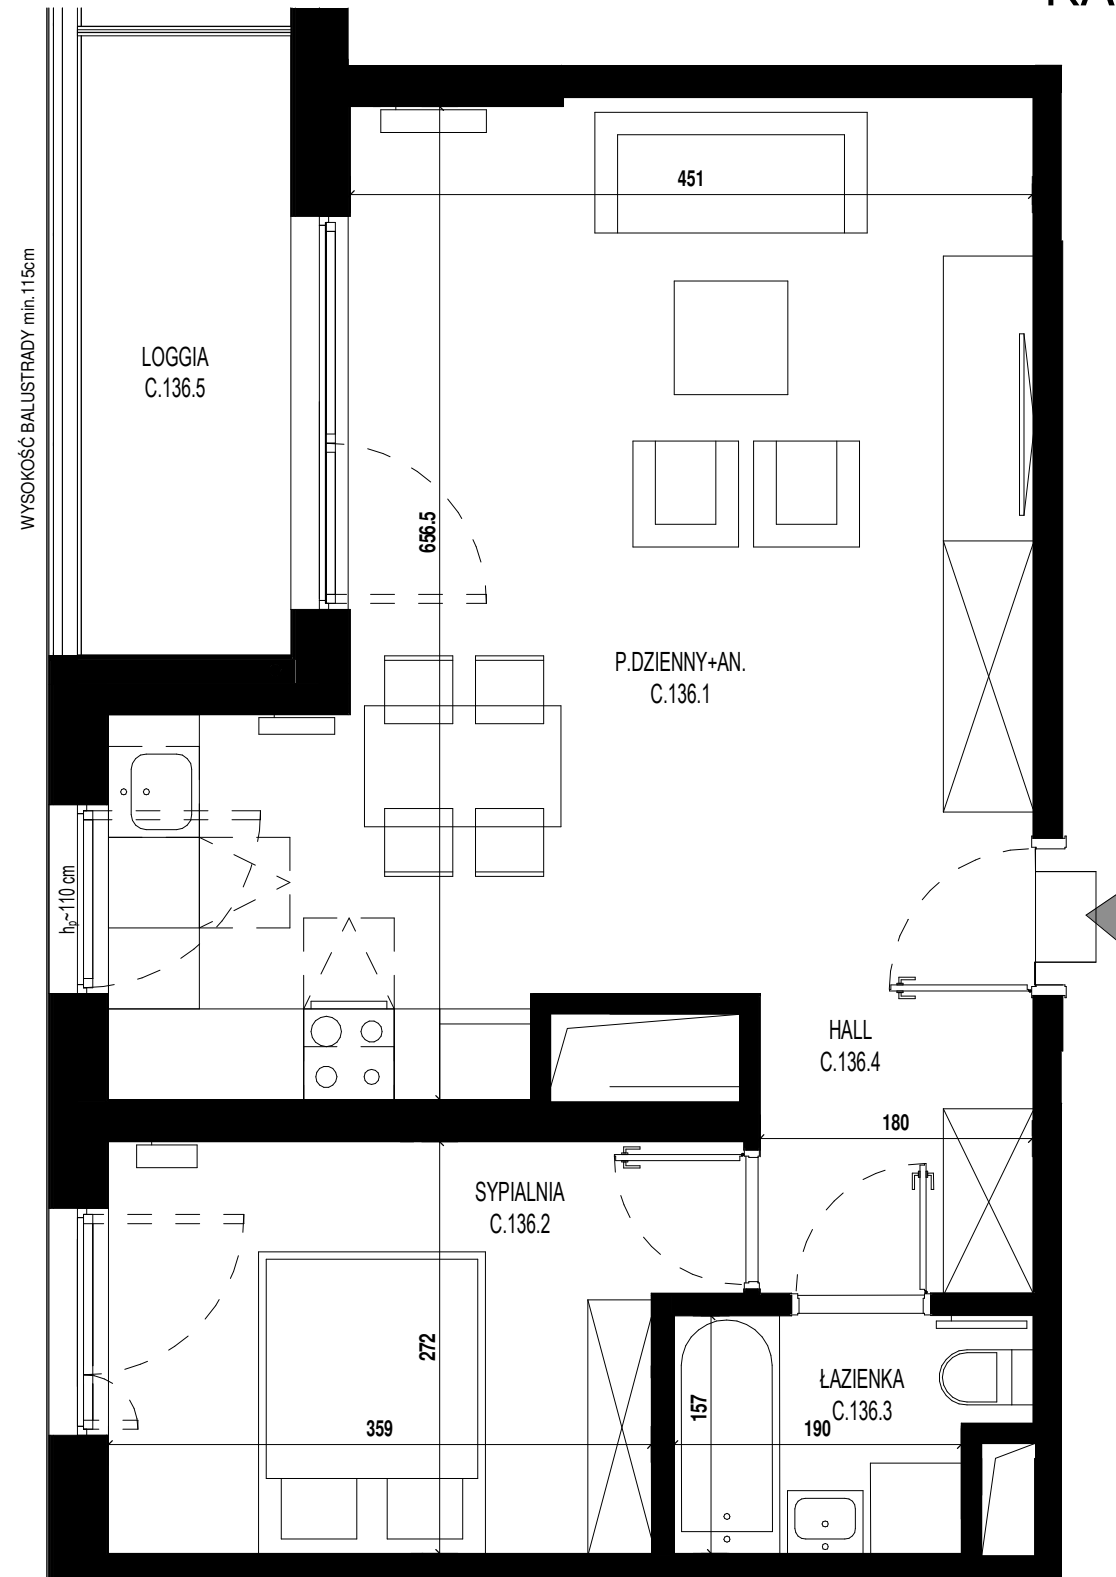 KA
451
WYSOKOŚĆ BALUSTRADY min.115cm
LOGGIA
C.136.5
656.5
P.DZIENNY+AN.
C.136.1
hp~110 cm
HALL
C.136.4
180
SYPIALNIA
C.136.2
272
359
157
ŁAZIENKA
C.136.3
190